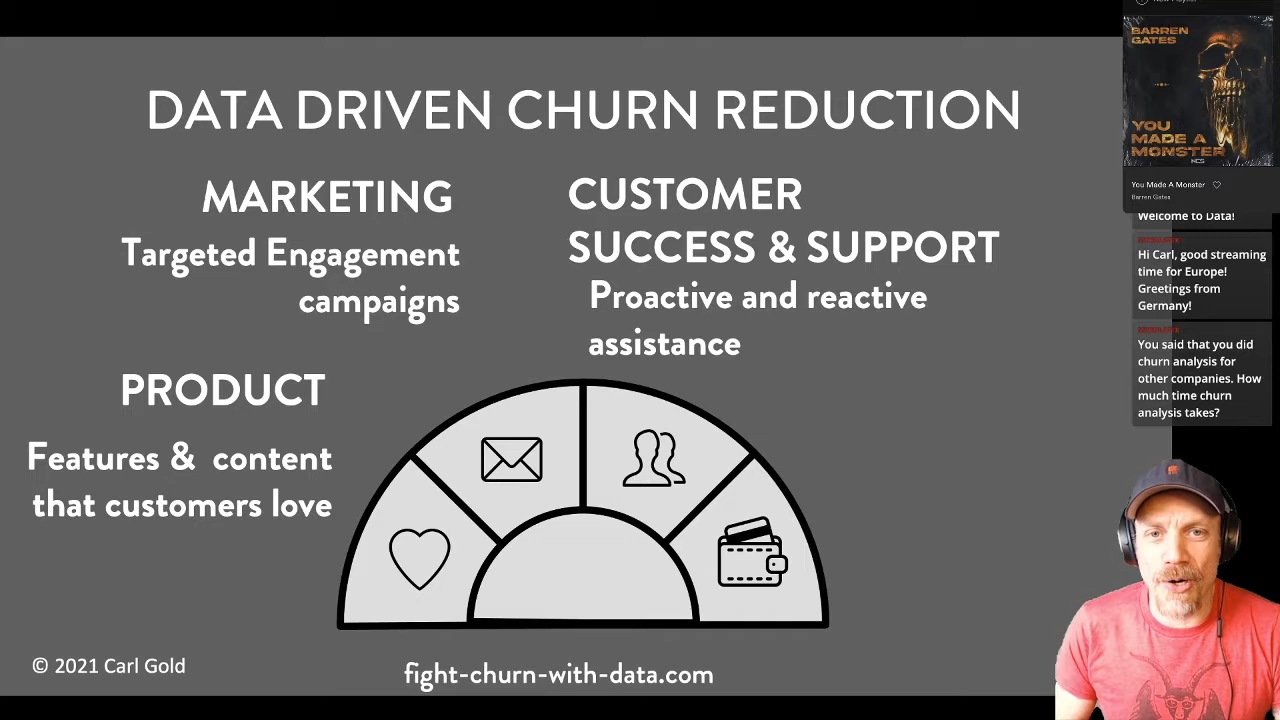 DATA DRIVEN CHURN REDUCTION
MARKETING
Targeted Engagement
campaigns
CUSTOMER
SUCCESS & SUPPORT
Proactive and reactive
assistance
PRODUCT
Features & content
that customers love
© 2021 Carl Gold
fight-churn-with-data.com
BARREN
GATES
YOU
MADE A
MONSTER
NCS
You Made A Monster
Barren Gates
Welcome to Data!
Hi Carl, good streaming
time for Europe!
Greetings from
Germany!
You said that you did
churn analysis for
other companies. How
much time churn
analysis takes?